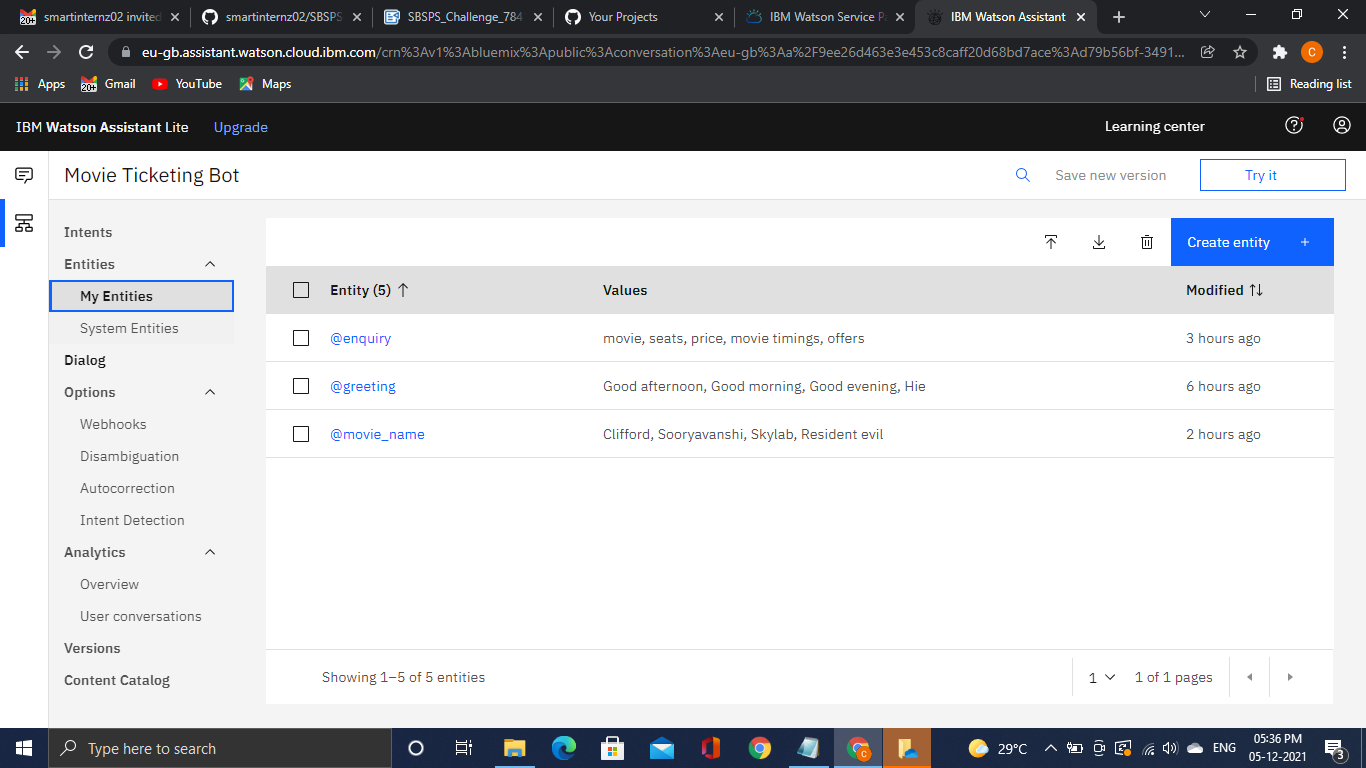 smartinternz02 invited
smartinternz02/SBSPS
SBSPS_Challenge_784
Your Projects
IBM Watson Service Pa
IBM Watson Assistant
eu-gb.assistant.watson.cloud.ibm.com/crn%3Av1%3Abluemix%3Apublic%3Aconversation%3Aeu-gb%3Aa%2F9ee26d463e3e453c8caff20d68bd7ace%3Ad79b56bf-3491...
C
Apps
20+
Gmail
YouTube
Maps
Reading list
IBM Watson Assistant Lite
Upgrade
Learning center
Movie Ticketing Bot
Save new version
Try it
Intents
Entities
My Entities
System Entities
Dialog
Options
Webhooks
Disambiguation
Autocorrection
Intent Detection
Analytics
Overview
User conversations
Versions
Content Catalog
Create entity +
Entity (5) Values Modified
@enquiry movie, seats, price, movie timings, offers 3 hours ago
@greeting Good afternoon, Good morning, Good evening, Hie 6 hours ago
@movie_name Clifford, Sooryavanshi, Skylab, Resident evil 2 hours ago
Showing 1–5 of 5 entities
1
1 of 1 pages
Type here to search
29°C
ENG
05:36 PM
05-12-2021
3